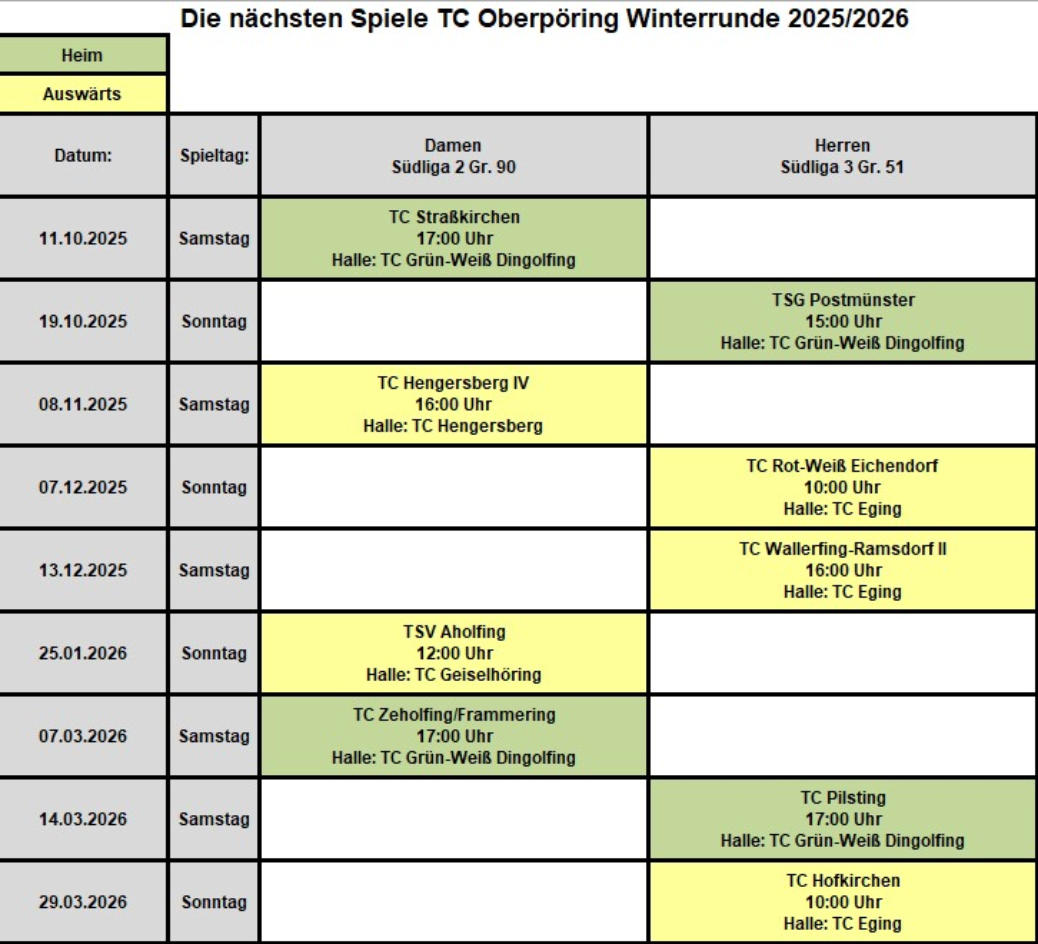 Die nächsten Spiele TC Oberpöring Winterrunde 2025/2026
Heim
Auswärts
Datum:
Spieltag:
Damen
Südliga 2 Gr. 90
Herren
Südliga 3 Gr. 51
11.10.2025
Samstag
TC Straßkirchen
17:00 Uhr
Halle: TC Grün-Weiß Dingolfing
19.10.2025
Sonntag
TSG Postmünster
15:00 Uhr
Halle: TC Grün-Weiß Dingolfing
08.11.2025
Samstag
TC Hengersberg IV
16:00 Uhr
Halle: TC Hengersberg
07.12.2025
Sonntag
TC Rot-Weiß Eichendorf
10:00 Uhr
Halle: TC Eging
13.12.2025
Samstag
TC Wallerfing-Ramsdorf II
16:00 Uhr
Halle: TC Eging
25.01.2026
Sonntag
TSV Aholfing
12:00 Uhr
Halle: TC Geiselhöring
07.03.2026
Samstag
TC Zeholfing/Frammering
17:00 Uhr
Halle: TC Grün-Weiß Dingolfing
14.03.2026
Samstag
TC Pilsting
17:00 Uhr
Halle: TC Grün-Weiß Dingolfing
29.03.2026
Sonntag
TC Hofkirchen
10:00 Uhr
Halle: TC Eging